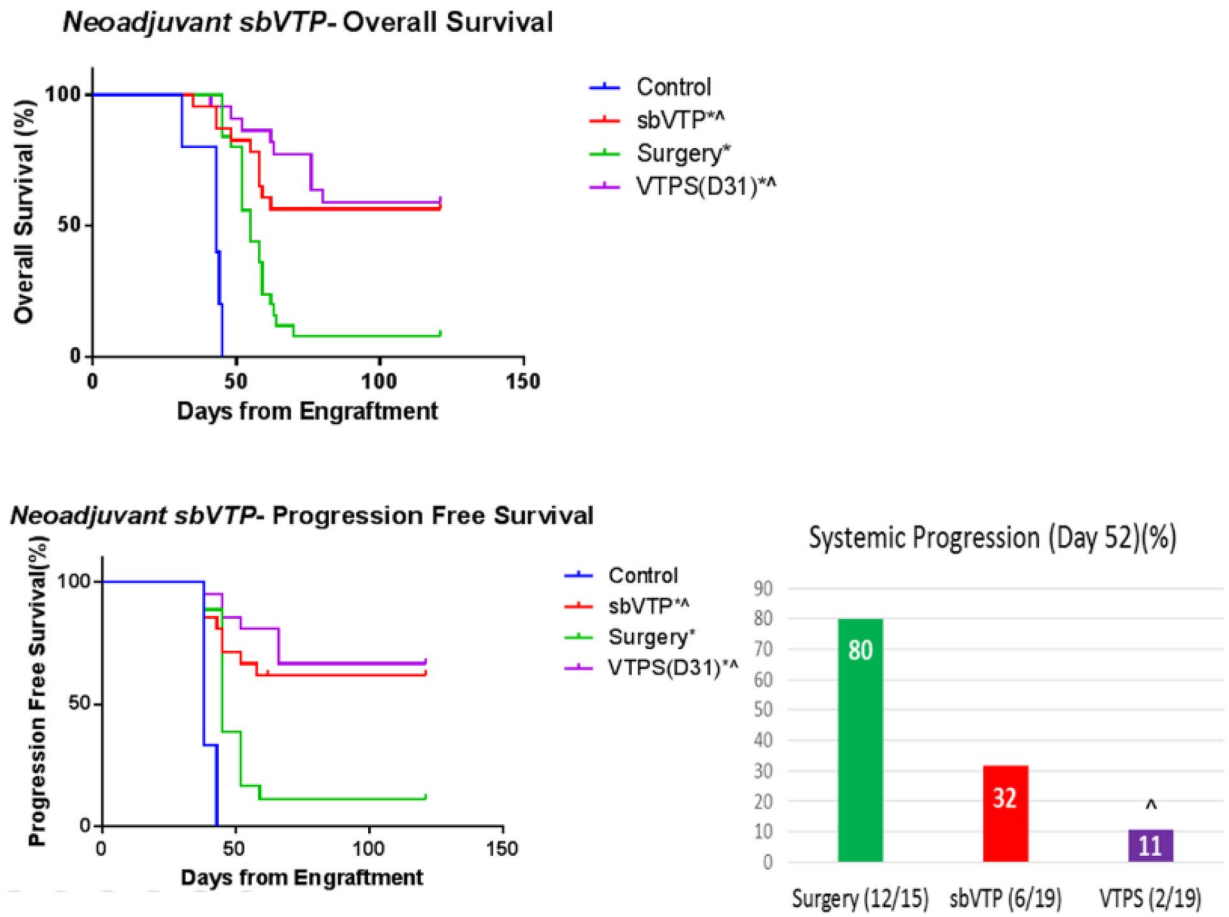 Neoadjuvant sbVTP- Overall Survival
Overall Survival (%)
100
50
0
0 50 100 150
Days from Engraftment
Control
sbVTP*^
Surgery*
VTPS(D31)*^
Neoadjuvant sbVTP- Progression Free Survival
Progression Free Survival(%)
100
50
0
0 50 100 150
Days from Engraftment
Control
sbVTP*^
Surgery*
VTPS(D31)*^
Systemic Progression (Day 52)(%)
90
80
70
60
50
40
30
20
10
0
80
32
^
11
Surgery (12/15) sbVTP (6/19) VTPS (2/19)